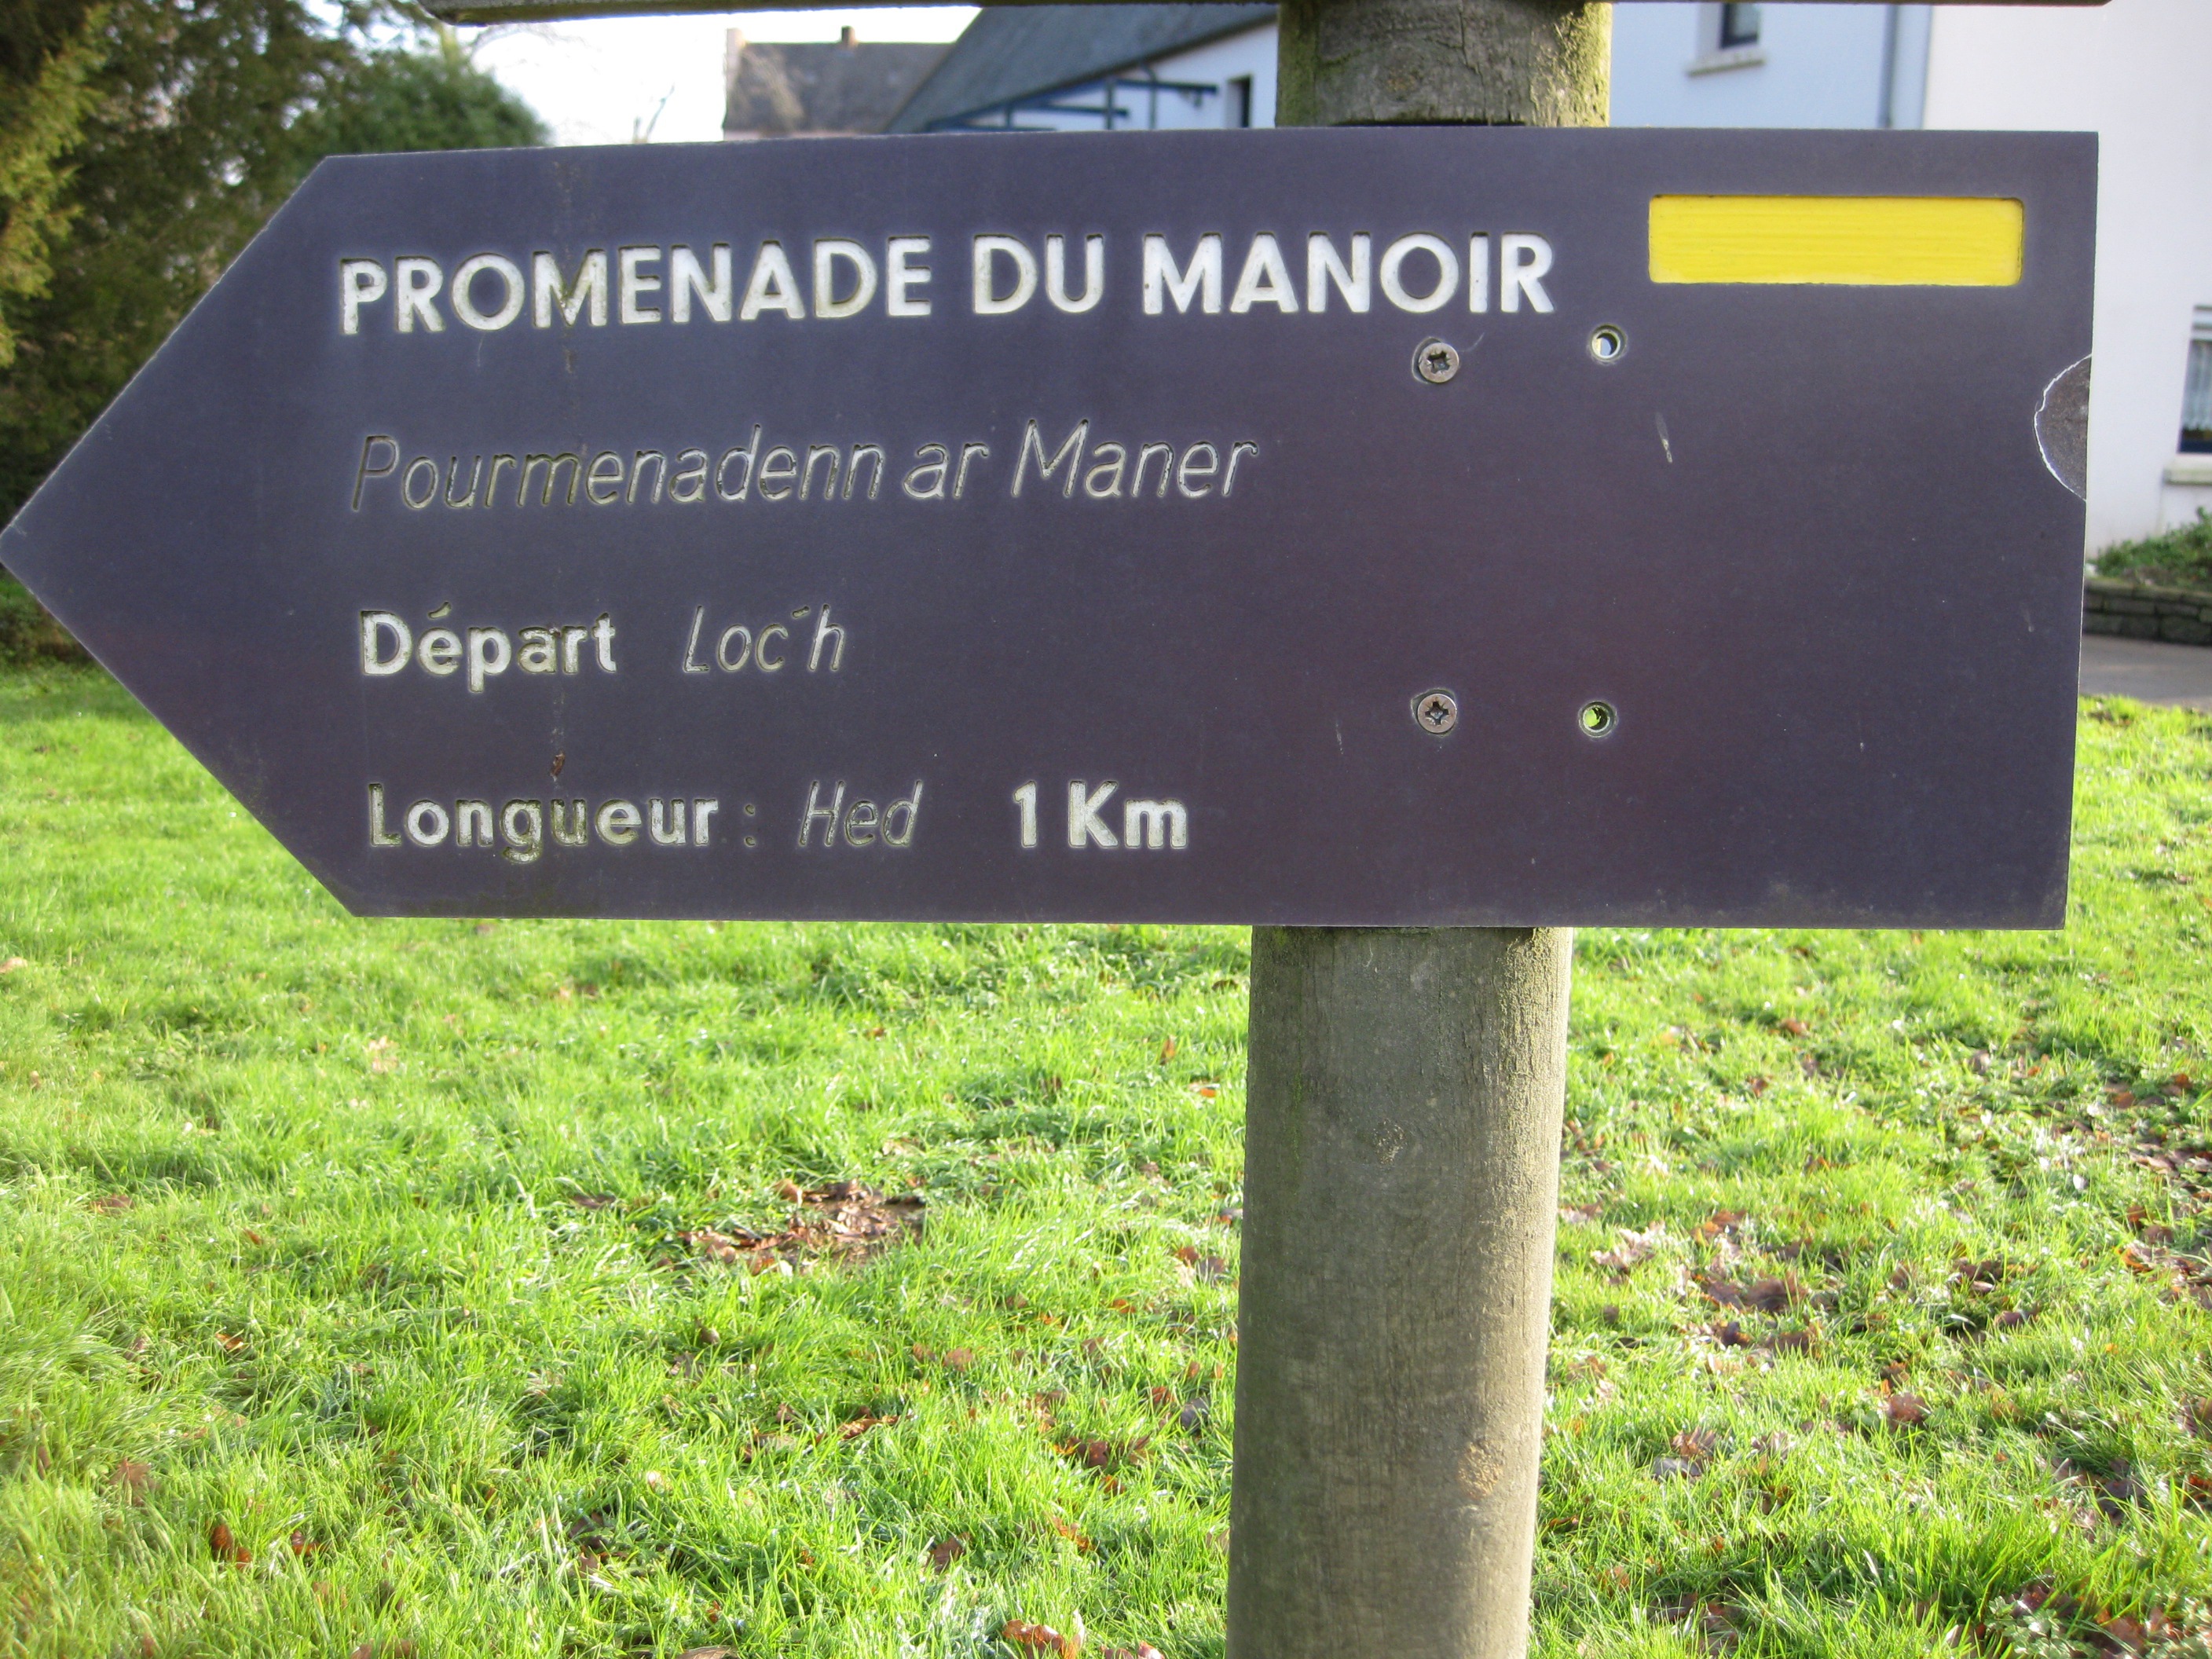 PROMENADE DU MANOIR
Pourmenadenn ar Maner
Départ Loc'h
Longueur : Hed 1 Km